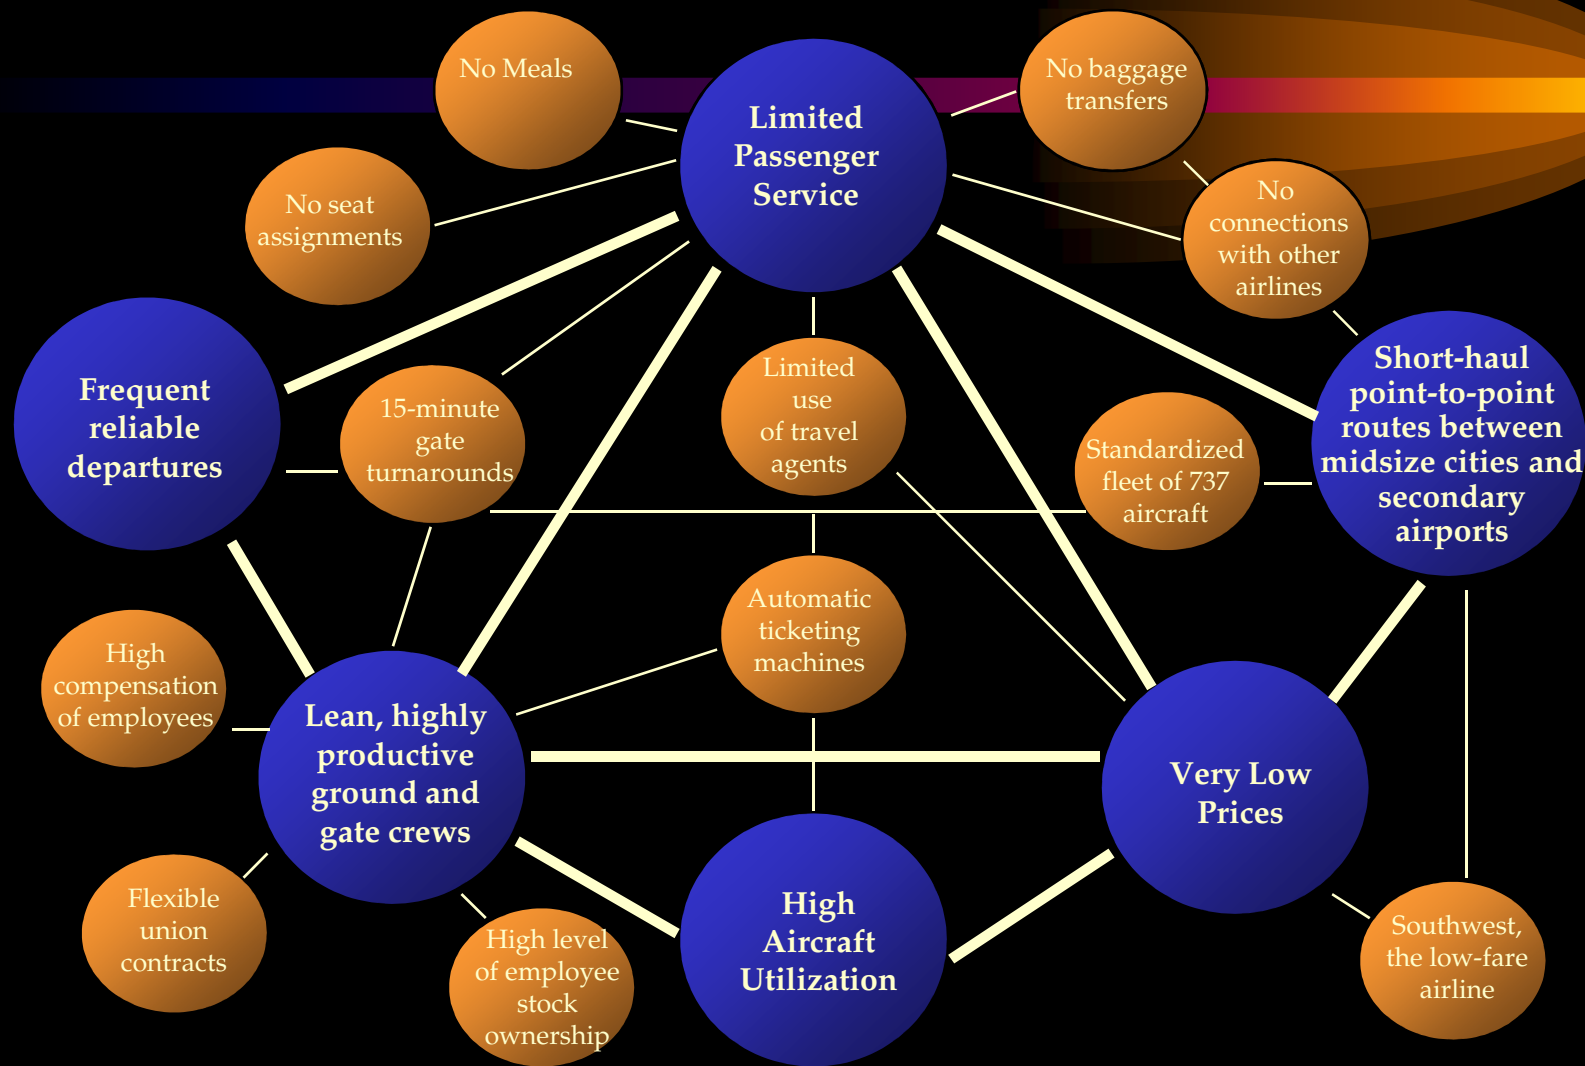 No Meals
Limited
Passenger
Service
No baggage
transfers
No seat
assignments
No
connections
with other
airlines
Frequent
reliable
departures
15-minute
gate
turnarounds
Limited
use
of travel
agents
Standardized
fleet of 737
aircraft
Short-haul
point-to-point
routes between
midsize cities and
secondary
airports
High
compensation
of employees
Automatic
ticketing
machines
Lean, highly
productive
ground and
gate crews
Very Low
Prices
Flexible
union
contracts
High level
of employee
stock
ownership
High
Aircraft
Utilization
Southwest,
the low-fare
airline